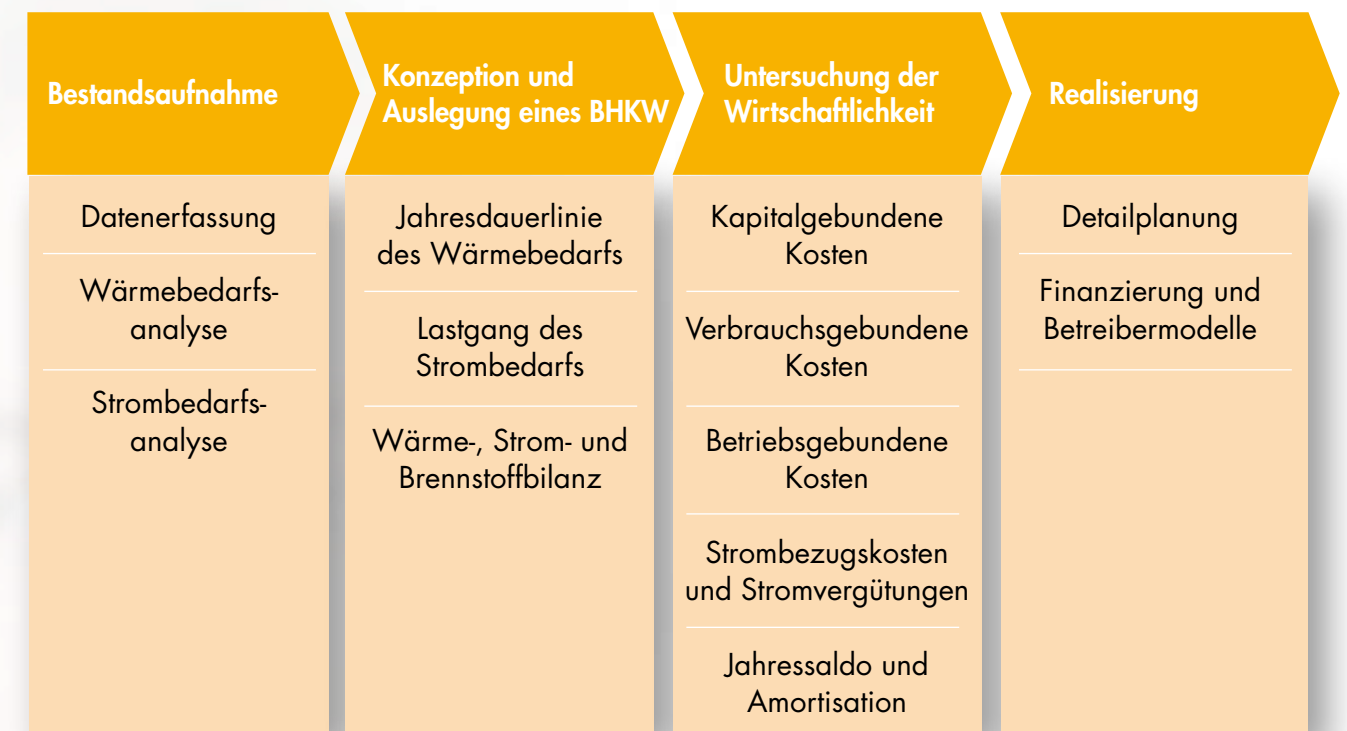 Bestandsaufnahme
Konzeption und
Auslegung eines BHKW
Untersuchung der
Wirtschaftlichkeit
Realisierung
Datenerfassung
Wärmebedarfs-
analyse
Strombedarfs-
analyse
Jahresdauerlinie
des Wärmebedarfs
Lastgang des
Strombedarfs
Wärme-, Strom- und
Brennstoffbilanz
Kapitalgebundene
Kosten
Verbrauchsgebundene
Kosten
Betriebsgebundene
Kosten
Strombezugskosten
und Stromvergütungen
Jahressaldo und
Amortisation
Detailplanung
Finanzierung und
Betreibermodelle